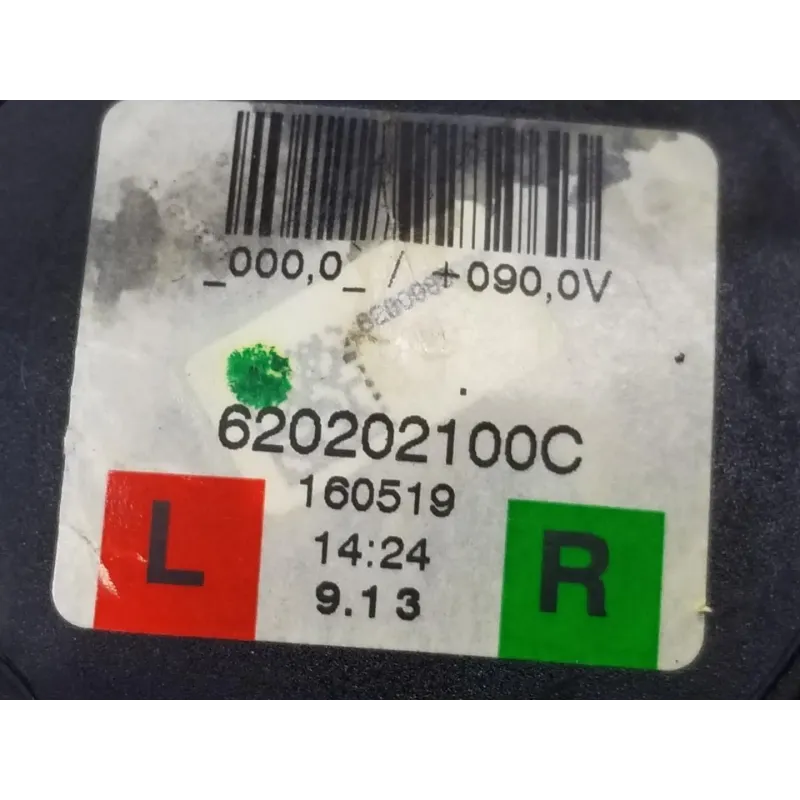 _000,0_ / +090,0V
620202100C
160519
L
14:24
R
9.13